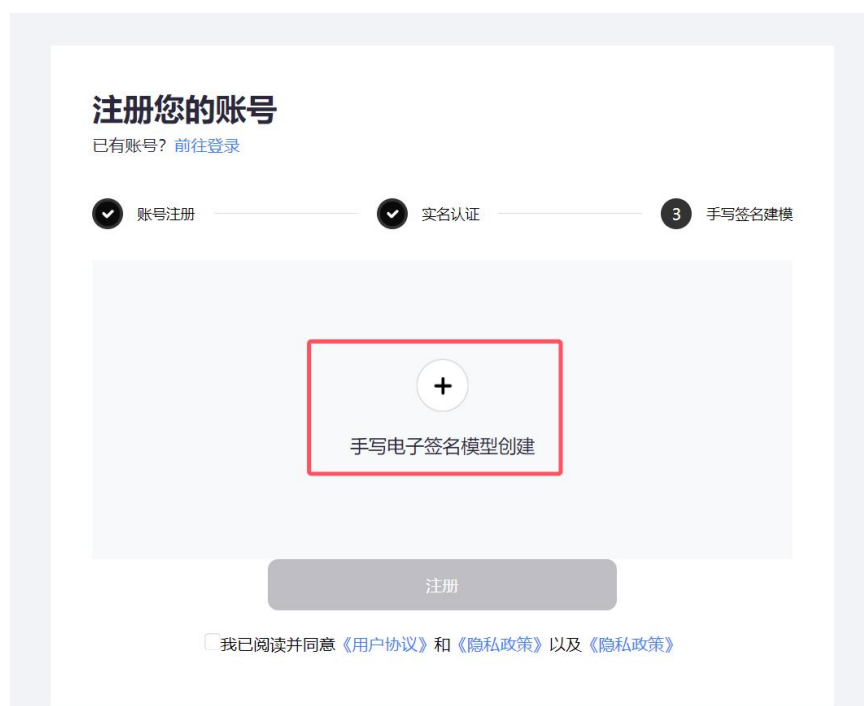 注册您的账号
已有账号？前往登录
账号注册 实名认证 3 手写签名建模
手写电子签名模型创建
注册
我已阅读并同意《用户协议》和《隐私政策》以及《隐私政策》